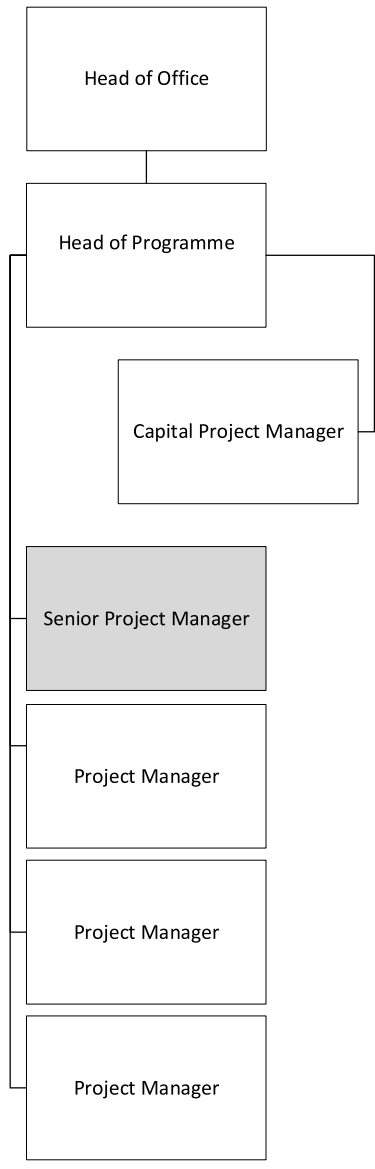 Head of Office
Head of Programme
Capital Project Manager
Senior Project Manager
Project Manager
Project Manager
Project Manager